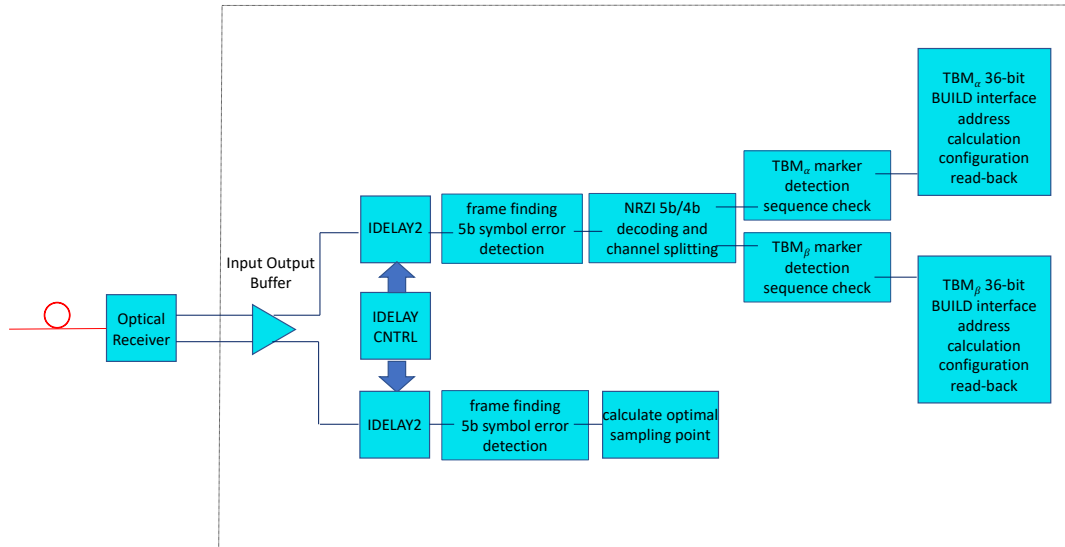 Optical
Receiver
Input Output
Buffer
IDELAY2
IDELAY
CNTRL
IDELAY2
frame finding
5b symbol error
detection
frame finding
5b symbol error
detection
NRZI 5b/4b
decoding and
channel splitting
calculate optimal
sampling point
TBMα marker
detection
sequence check
TBMβ marker
detection
sequence check
TBMα 36-bit
BUILD interface
address
calculation
configuration
read-back
TBMβ 36-bit
BUILD interface
address
calculation
configuration
read-back